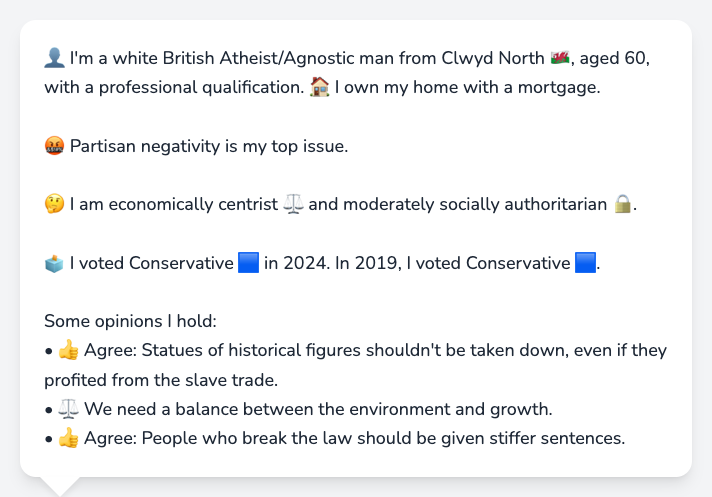 👤 I'm a white British Atheist/Agnostic man from Clwyd North 🏴󠁧󠁢󠁷󠁬󠁳󠁿, aged 60,
with a professional qualification. 🏠 I own my home with a mortgage.
🤬 Partisan negativity is my top issue.
🤔 I am economically centrist ⚖️ and moderately socially authoritarian 🔒.
🗳️ I voted Conservative 🟦 in 2024. In 2019, I voted Conservative 🟦.
Some opinions I hold:
• 👍 Agree: Statues of historical figures shouldn't be taken down, even if they
profited from the slave trade.
• ⚖️ We need a balance between the environment and growth.
• 👍 Agree: People who break the law should be given stiffer sentences.